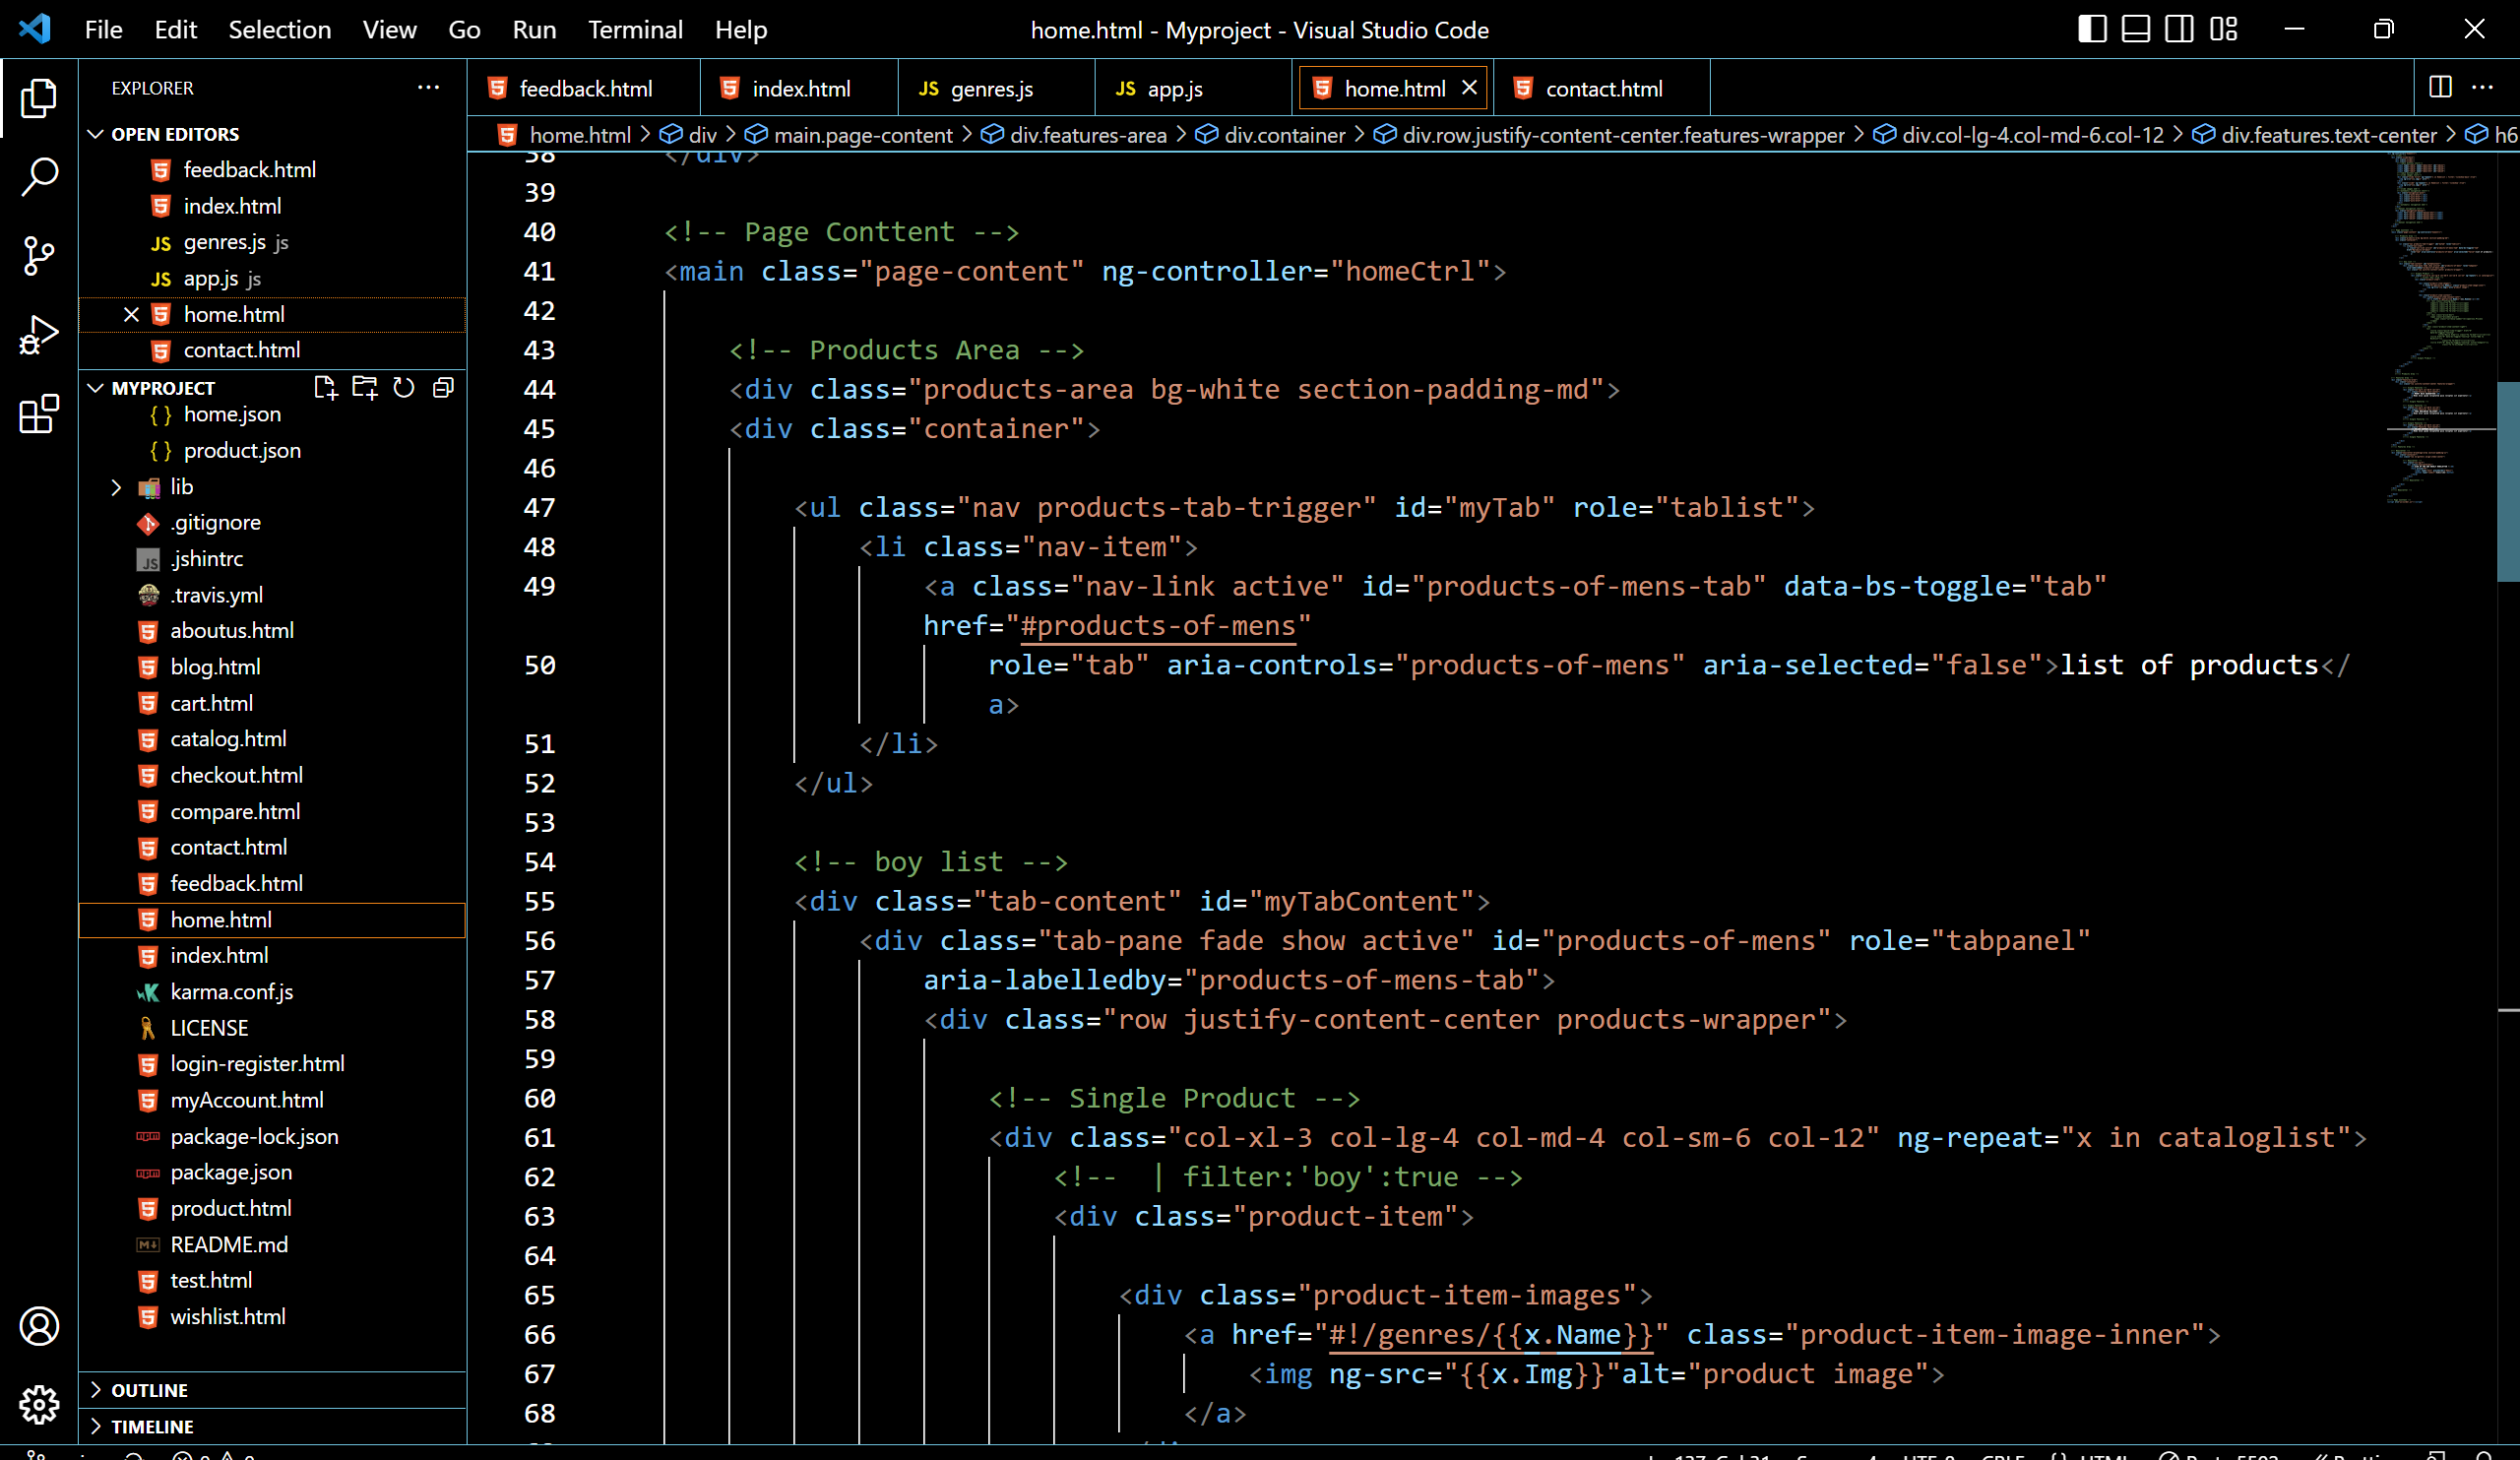 File Edit Selection View Go Run Terminal Help
home.html - Myproject - Visual Studio Code
EXPLORER
OPEN EDITORS
feedback.html
index.html
genres.js js
app.js js
home.html
contact.html
MYPROJECT
home.json
product.json
lib
.gitignore
.jshintrc
.travis.yml
aboutus.html
blog.html
cart.html
catalog.html
checkout.html
compare.html
contact.html
feedback.html
home.html
index.html
karma.conf.js
LICENSE
login-register.html
myAccount.html
package-lock.json
package.json
product.html
README.md
test.html
wishlist.html
OUTLINE
TIMELINE
feedback.html index.html JS genres.js JS app.js home.html contact.html
home.html > div > main.page-content > div.features-area > div.container > div.row.justify-content-center.features-wrapper > div.col-lg-4.col-md-6.col-12 > div.features.text-center > h6
38 </div>
39
40 <!-- Page Conttent -->
41 <main class="page-content" ng-controller="homeCtrl">
42
43 <!-- Products Area -->
44 <div class="products-area bg-white section-padding-md">
45 <div class="container">
46
47 <ul class="nav products-tab-trigger" id="myTab" role="tablist">
48 <li class="nav-item">
49 <a class="nav-link active" id="products-of-mens-tab" data-bs-toggle="tab"
href="#products-of-mens"
50 role="tab" aria-controls="products-of-mens" aria-selected="false">list of products</
a>
51 </li>
52 </ul>
53
54 <!-- boy list -->
55 <div class="tab-content" id="myTabContent">
56 <div class="tab-pane fade show active" id="products-of-mens" role="tabpanel"
57 aria-labelledby="products-of-mens-tab">
58 <div class="row justify-content-center products-wrapper">
59
60 <!-- Single Product -->
61 <div class="col-xl-3 col-lg-4 col-md-4 col-sm-6 col-12" ng-repeat="x in cataloglist">
62 <!--  | filter:'boy':true -->
63 <div class="product-item">
64
65 <div class="product-item-images">
66 <a href="#!/genres/{{x.Name}}" class="product-item-image-inner">
67 <img ng-src="{{x.Img}}"alt="product image">
68 </a>